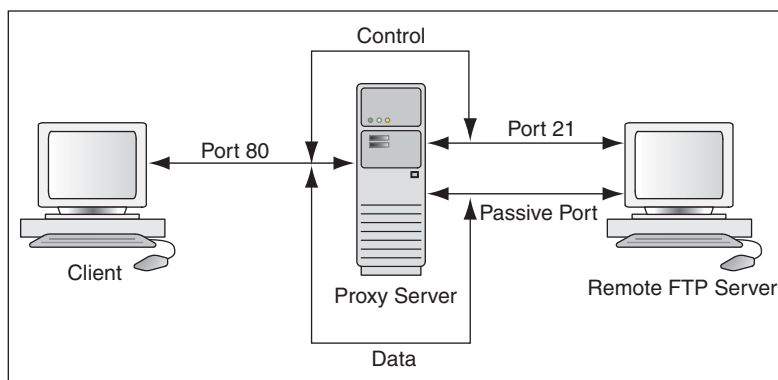 Control
Port 80
Port 21
Passive Port
Client
Proxy Server
Remote FTP Server
Data